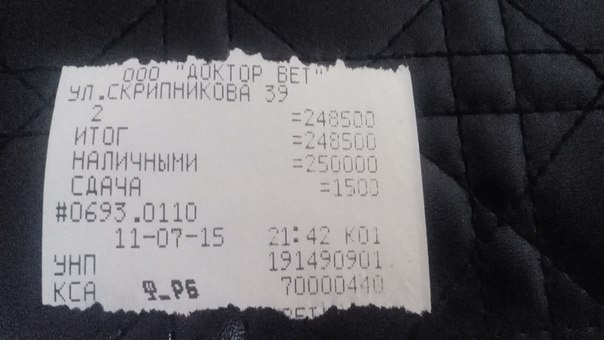 ООО "ДОКТОР ВЕТ"
УЛ.СКРИПНИКОВА 39
2 =248500
ИТОГ =248500
НАЛИЧНЫМИ =250000
СДАЧА =1500
#0693.0110
11-07-15 21:42 К01
УНП 191490901
КСА 70000440